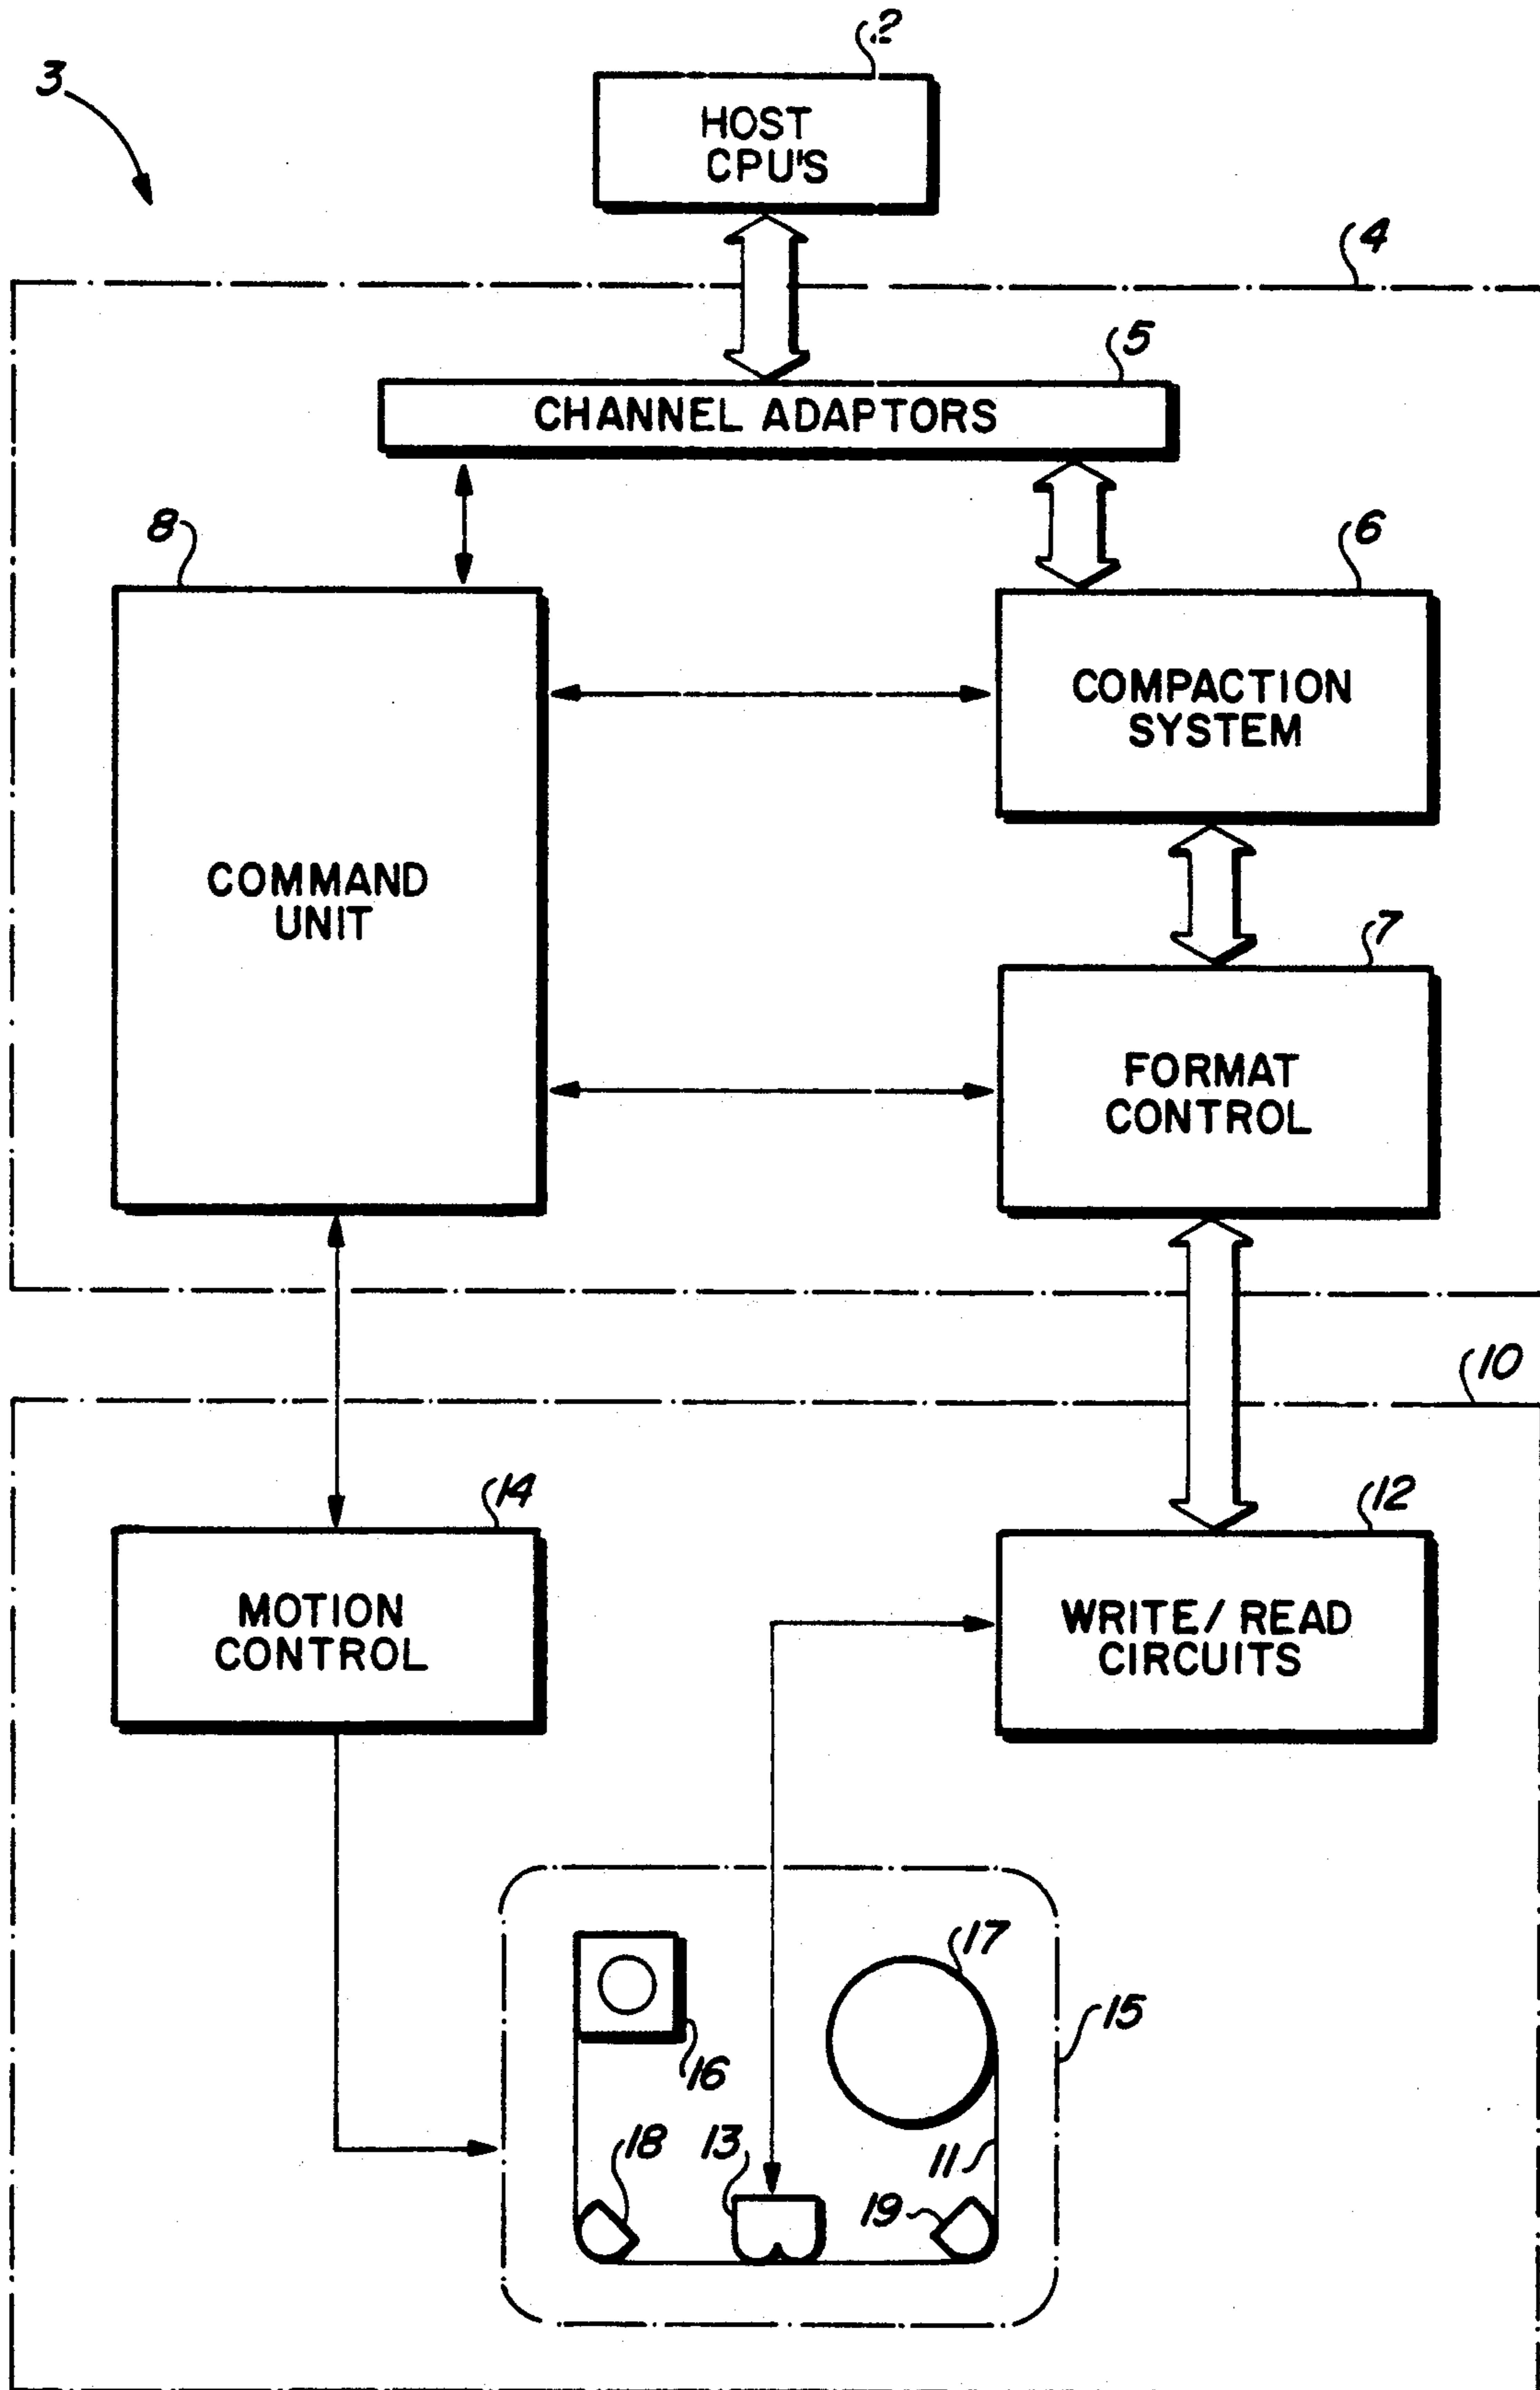 2
3
HOST
CPU'S
4
5
CHANNEL ADAPTORS
8
6
COMPACTION
SYSTEM
COMMAND
UNIT
7
FORMAT
CONTROL
10
14
12
MOTION
CONTROL
WRITE/READ
CIRCUITS
17
15
16
18
13
11
19